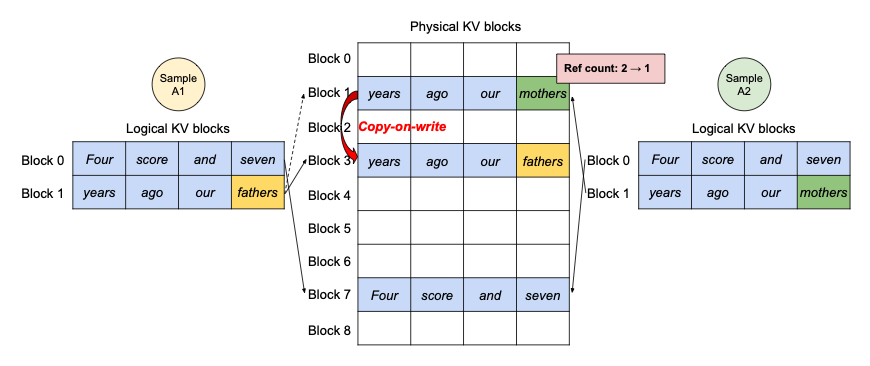 Physical KV blocks
Block 0
Ref count: 2 → 1
Sample
A1
Sample
A2
Block 1 years ago our mothers
Logical KV blocks
Block 2 Copy-on-write
Logical KV blocks
Block 0 Four score and seven
Block 3 years ago our fathers
Block 0 Four score and seven
Block 1 years ago our fathers
Block 4
Block 1 years ago our mothers
Block 5
Block 6
Block 7 Four score and seven
Block 8